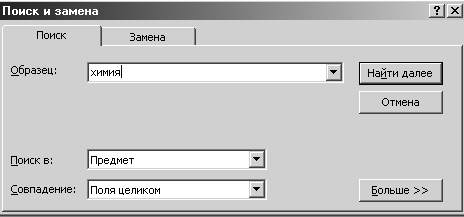 Поиск и замена
Поиск Замена
Образец: химия Найти далее
Отмена
Поиск в: Предмет
Совпадение: Поля целиком Больше >>